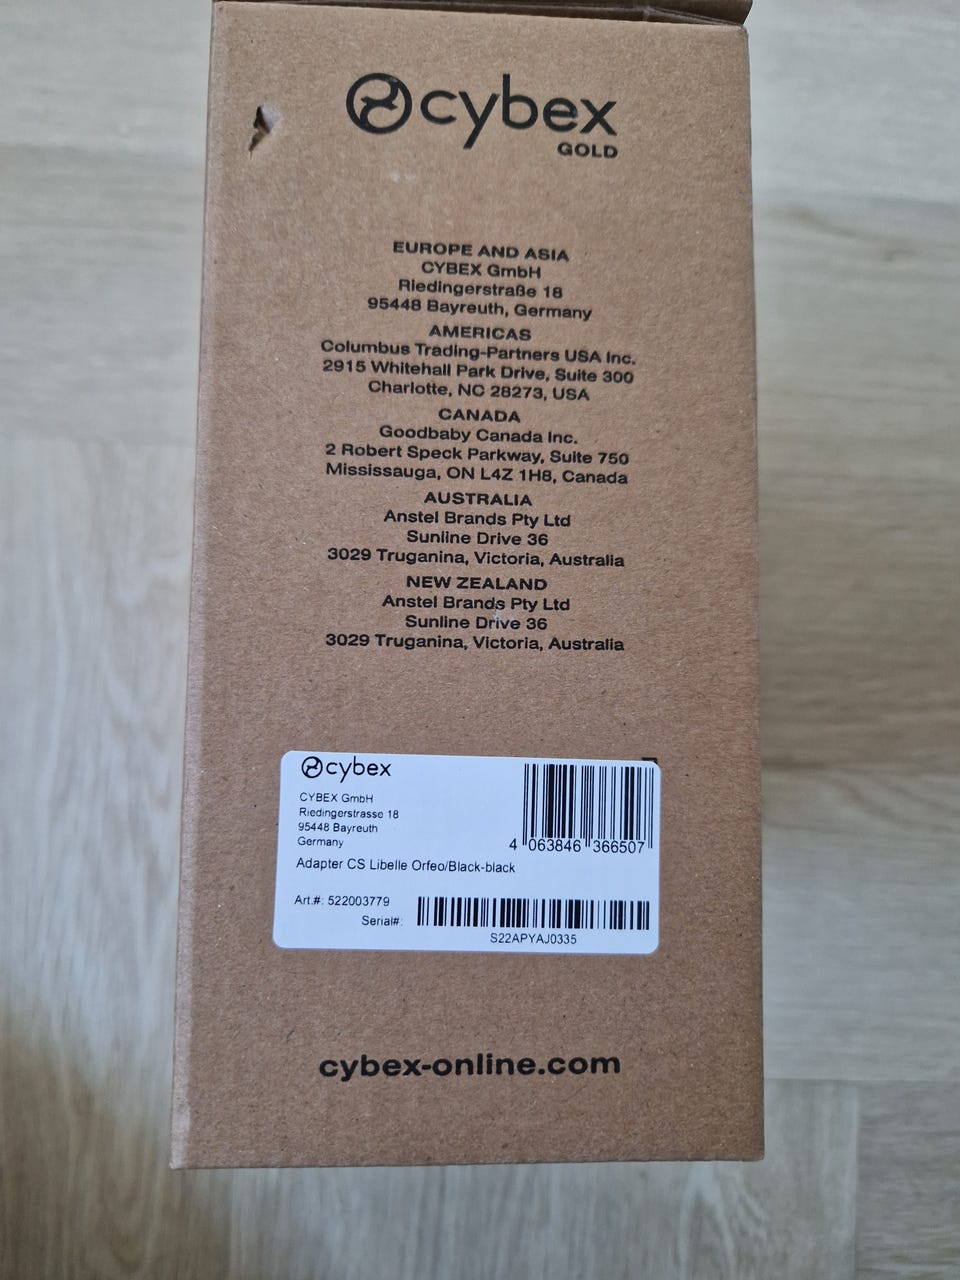 cybex
GOLD
EUROPE AND ASIA
CYBEX GmbH
Riedingerstraße 18
95448 Bayreuth, Germany
AMERICAS
Columbus Trading-Partners USA Inc.
2915 Whitehall Park Drive, Suite 300
Charlotte, NC 28273, USA
CANADA
Goodbaby Canada Inc.
2 Robert Speck Parkway, Suite 750
Mississauga, ON L4Z 1H8, Canada
AUSTRALIA
Anstel Brands Pty Ltd
Sunline Drive 36
3029 Truganina, Victoria, Australia
NEW ZEALAND
Anstel Brands Pty Ltd
Sunline Drive 36
3029 Truganina, Victoria, Australia
cybex
CYBEX GmbH
Riedingerstrasse 18
95448 Bayreuth
Germany
4 063846 366507
Adapter CS Libelle Orfeo/Black-black
Art.#: 522003779
Serial#:
S22APYAJ0335
cybex-online.com